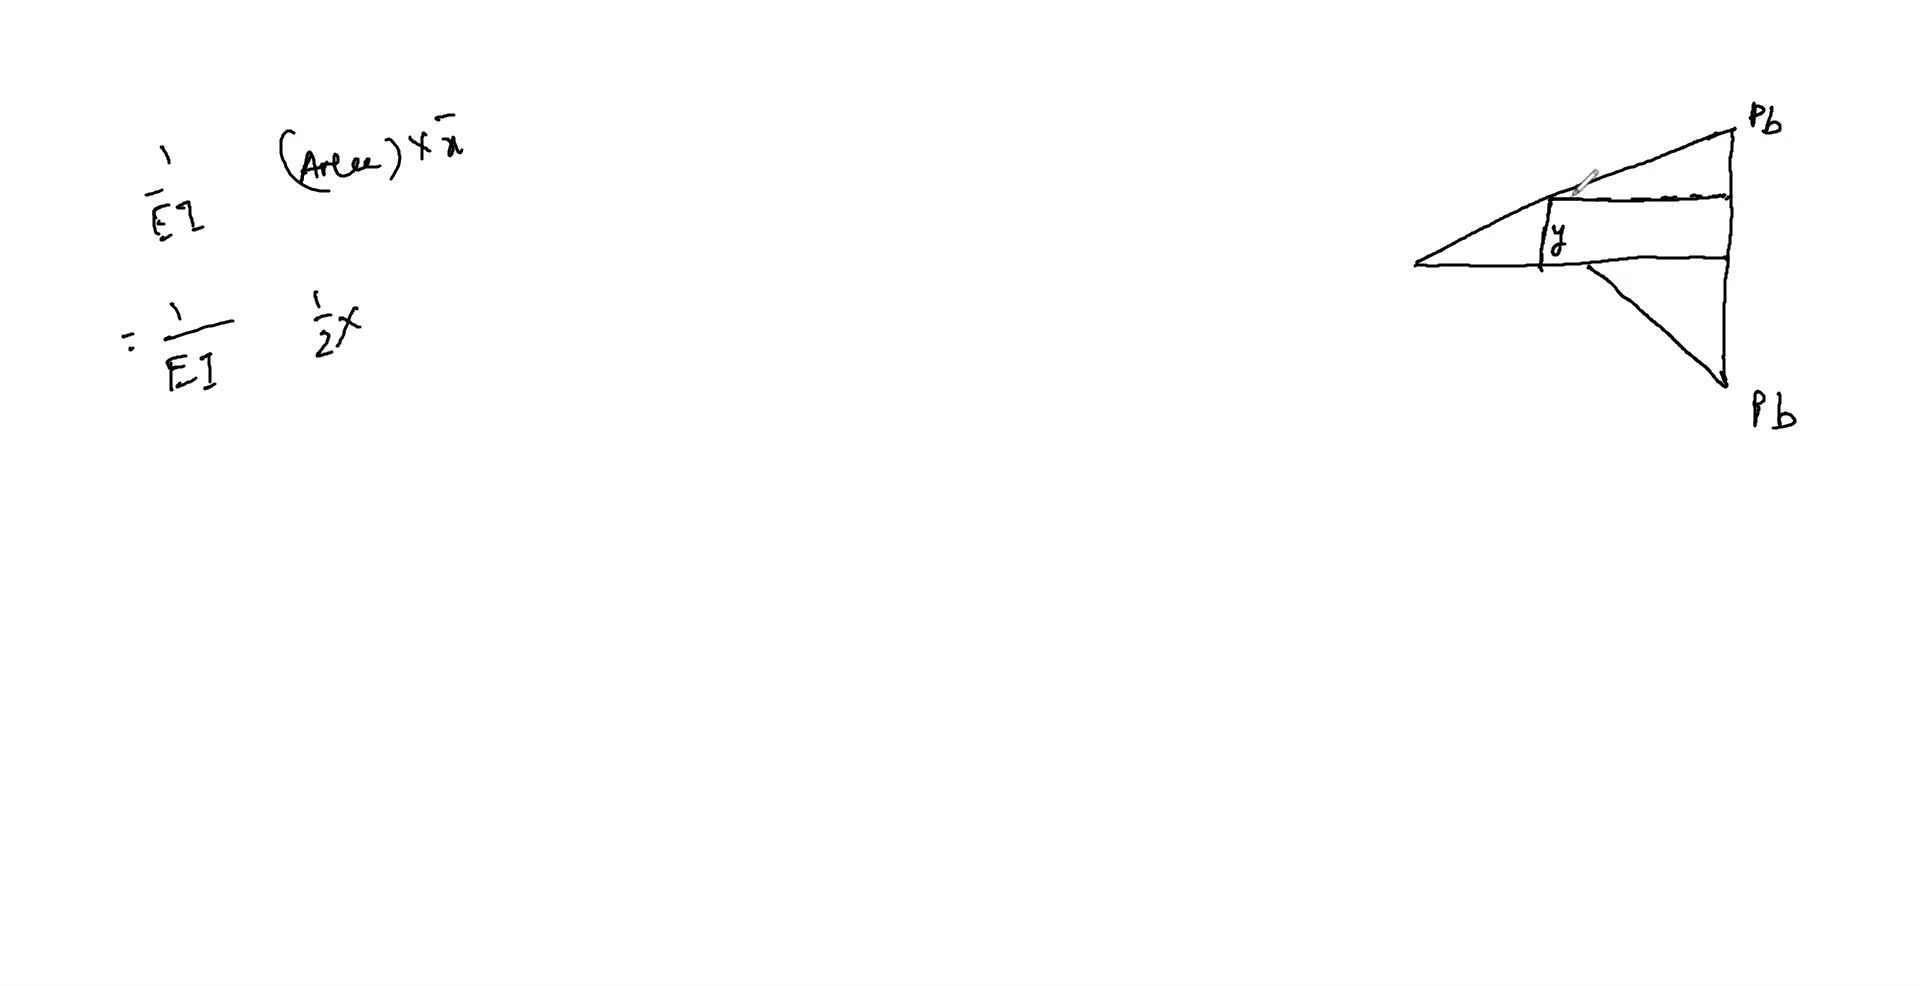 1/EI (Area) × x̄
= 1/EI 1/2 ×
Pb
y
Pb